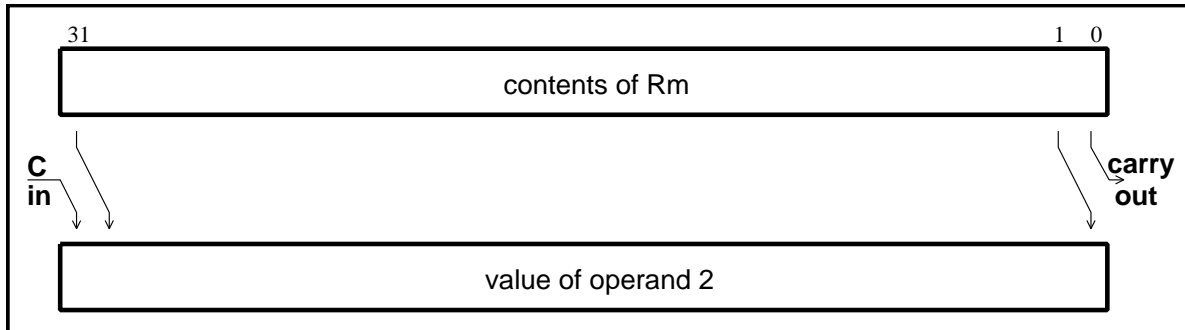 31 1 0
contents of Rm
C carry
in out
value of operand 2